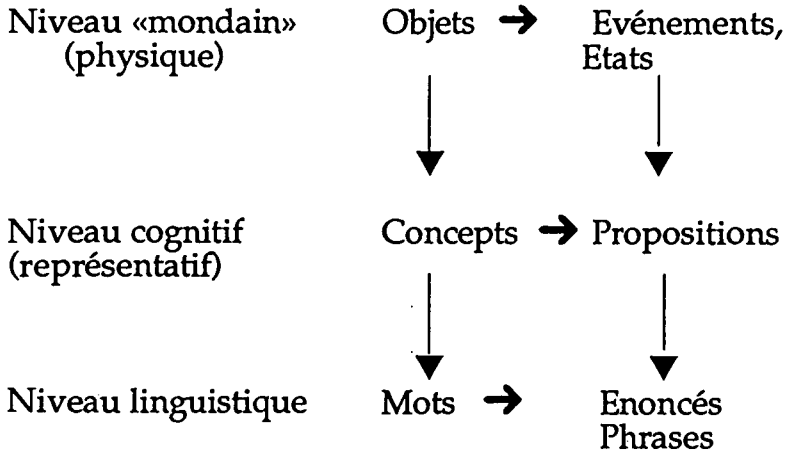 Niveau «mondain» Objets → Evénements,
(physique) Etats
Niveau cognitif Concepts → Propositions
(représentatif)
Niveau linguistique Mots → Enoncés
Phrases